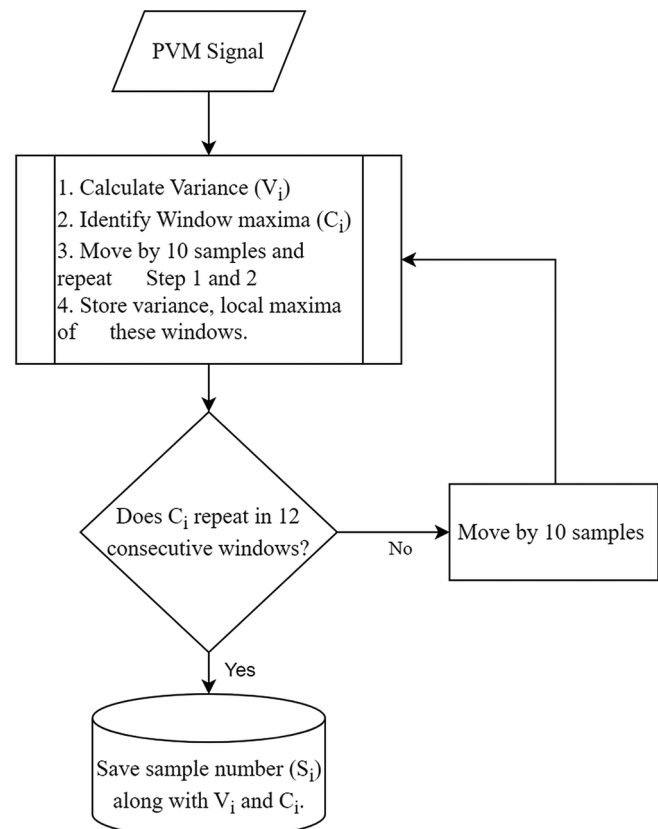 PVM Signal
1. Calculate Variance (Vi)
2. Identify Window maxima (Ci)
3. Move by 10 samples and
repeat Step 1 and 2
4. Store variance, local maxima
of these windows.
Does Ci repeat in 12
consecutive windows?
No
Move by 10 samples
Yes
Save sample number (Si)
along with Vi and Ci.